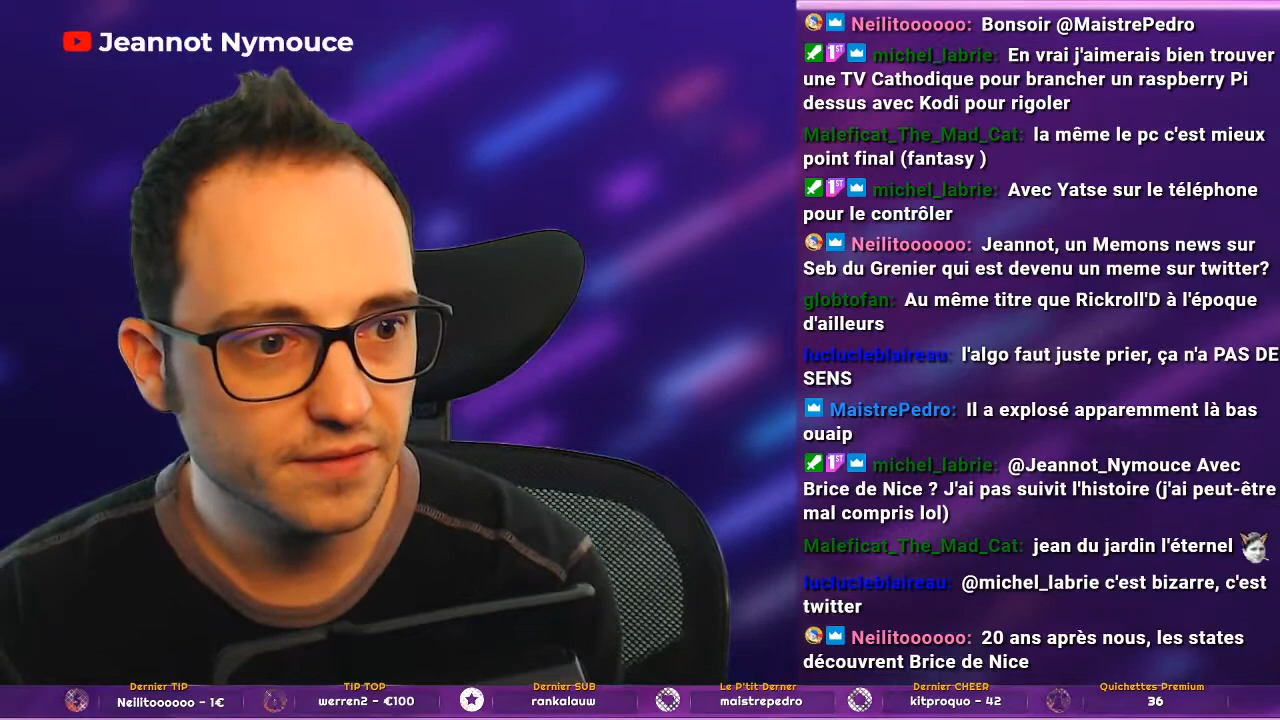 Jeannot Nymouce
Neilitoooooo: Bonsoir @MaistrePedro
1ST michel_labrie: En vrai j'aimerais bien trouver
une TV Cathodique pour brancher un raspberry Pi
dessus avec Kodi pour rigoler
Maleficat_The_Mad_Cat: la même le pc c'est mieux
point final (fantasy )
1ST michel_labrie: Avec Yatse sur le téléphone
pour le contrôler
Neilitoooooo: Jeannot, un Memons news sur
Seb du Grenier qui est devenu un meme sur twitter?
globtofan: Au même titre que Rickroll'D à l'époque
d'ailleurs
luclucleblaireau: l'algo faut juste prier, ça n'a PAS DE
SENS
MaistrePedro: Il a explosé apparemment là bas
ouaip
1ST michel_labrie: @Jeannot_Nymouce Avec
Brice de Nice ? J'ai pas suivit l'histoire (j'ai peut-être
mal compris lol)
Maleficat_The_Mad_Cat: jean du jardin l'éternel
luclucleblaireau: @michel_labrie c'est bizarre, c'est
twitter
Neilitoooooo: 20 ans après nous, les states
découvrent Brice de Nice
Dernier TIP
Neilitoooooo - 1€
TIP TOP
werren2 - €100
Dernier SUB
rankalauw
Le P'tit Derner
maistrepedro
Dernier CHEER
kitproquo - 42
Quichettes Premium
36